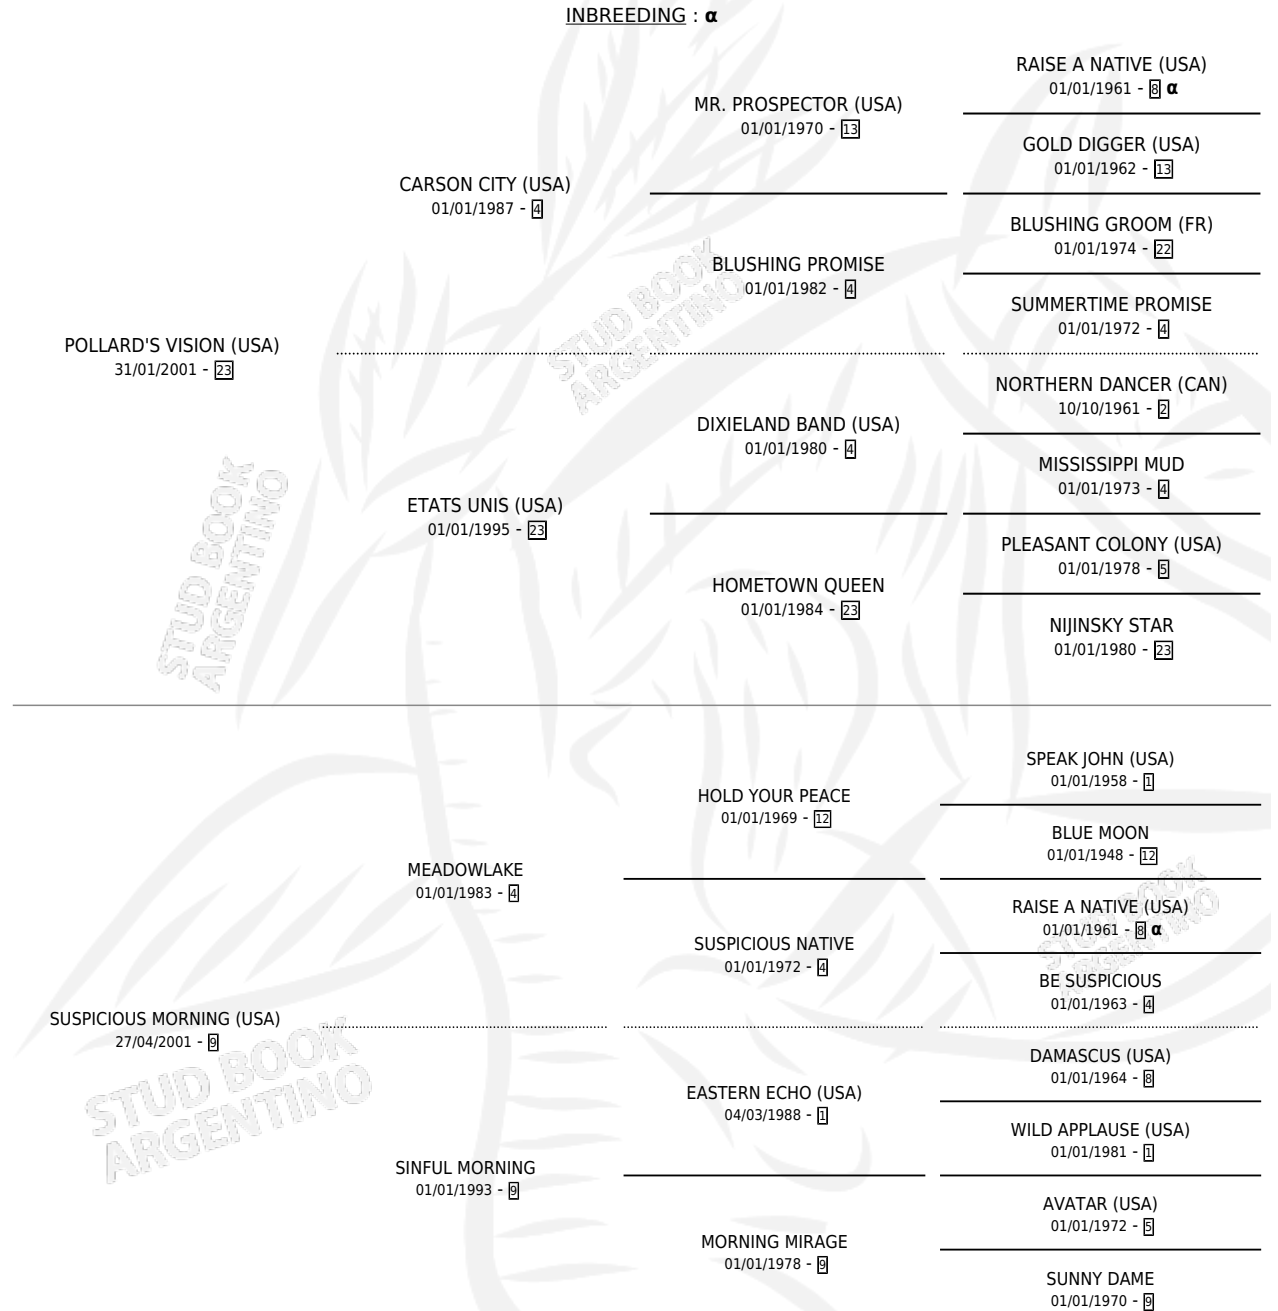 INBREEDING : α
RAISE A NATIVE (USA)
01/01/1961 - 8 α
MR. PROSPECTOR (USA)
01/01/1970 - 13
GOLD DIGGER (USA)
01/01/1962 - 13
CARSON CITY (USA)
01/01/1987 - 4
BLUSHING GROOM (FR)
01/01/1974 - 22
BLUSHING PROMISE
01/01/1982 - 4
SUMMERTIME PROMISE
01/01/1972 - 4
POLLARD'S VISION (USA)
31/01/2001 - 23
NORTHERN DANCER (CAN)
10/10/1961 - 2
DIXIELAND BAND (USA)
01/01/1980 - 4
MISSISSIPPI MUD
01/01/1973 - 4
ETATS UNIS (USA)
01/01/1995 - 23
PLEASANT COLONY (USA)
01/01/1978 - 5
HOMETOWN QUEEN
01/01/1984 - 23
NIJINSKY STAR
01/01/1980 - 23
SPEAK JOHN (USA)
01/01/1958 - 1
HOLD YOUR PEACE
01/01/1969 - 12
BLUE MOON
01/01/1948 - 12
MEADOWLAKE
01/01/1983 - 4
RAISE A NATIVE (USA)
01/01/1961 - 8 α
SUSPICIOUS NATIVE
01/01/1972 - 4
BE SUSPICIOUS
01/01/1963 - 4
SUSPICIOUS MORNING (USA)
27/04/2001 - 9
DAMASCUS (USA)
01/01/1964 - 8
EASTERN ECHO (USA)
04/03/1988 - 1
WILD APPLAUSE (USA)
01/01/1981 - 1
SINFUL MORNING
01/01/1993 - 9
AVATAR (USA)
01/01/1972 - 5
MORNING MIRAGE
01/01/1978 - 9
SUNNY DAME
01/01/1970 - 9
STUD BOOK
ARGENTINO
STUD BOOK
ARGENTINO
STUD BOOK
ARGENTINO
STUD BOOK
ARGENTINO